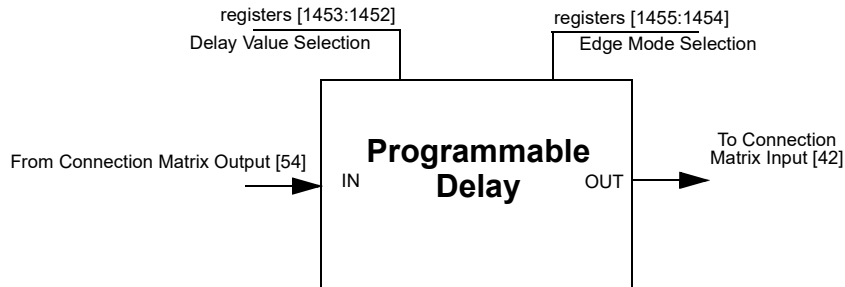 registers [1453:1452]
Delay Value Selection
registers [1455:1454]
Edge Mode Selection
From Connection Matrix Output [54]
IN
Programmable
Delay
OUT
To Connection
Matrix Input [42]